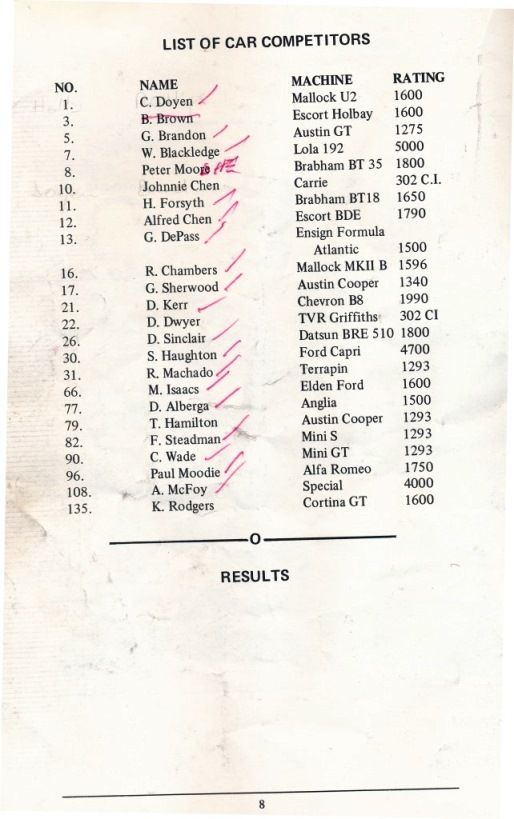 LIST OF CAR COMPETITORS
NO. NAME MACHINE RATING
1. C. Doyen Mallock U2 1600
3. B. Brown Escort Holbay 1600
5. G. Brandon Austin GT 1275
7. W. Blackledge Lola 192 5000
8. Peter Moore Brabham BT 35 1800
10. Johnnie Chen Carrie 302 C.I.
11. H. Forsyth Brabham BT18 1650
12. Alfred Chen Escort BDE 1790
13. G. DePass Ensign Formula
Atlantic 1500
16. R. Chambers Mallock MKII B 1596
17. G. Sherwood Austin Cooper 1340
21. D. Kerr Chevron B8 1990
22. D. Dwyer TVR Griffiths 302 CI
26. D. Sinclair Datsun BRE 510 1800
30. S. Haughton Ford Capri 4700
31. R. Machado Terrapin 1293
66. M. Isaacs Elden Ford 1600
77. D. Alberga Anglia 1500
79. T. Hamilton Austin Cooper 1293
82. F. Steadman Mini S 1293
90. C. Wade Mini GT 1293
96. Paul Moodie Alfa Romeo 1750
108. A. McFoy Special 4000
135. K. Rodgers Cortina GT 1600
O
RESULTS
8